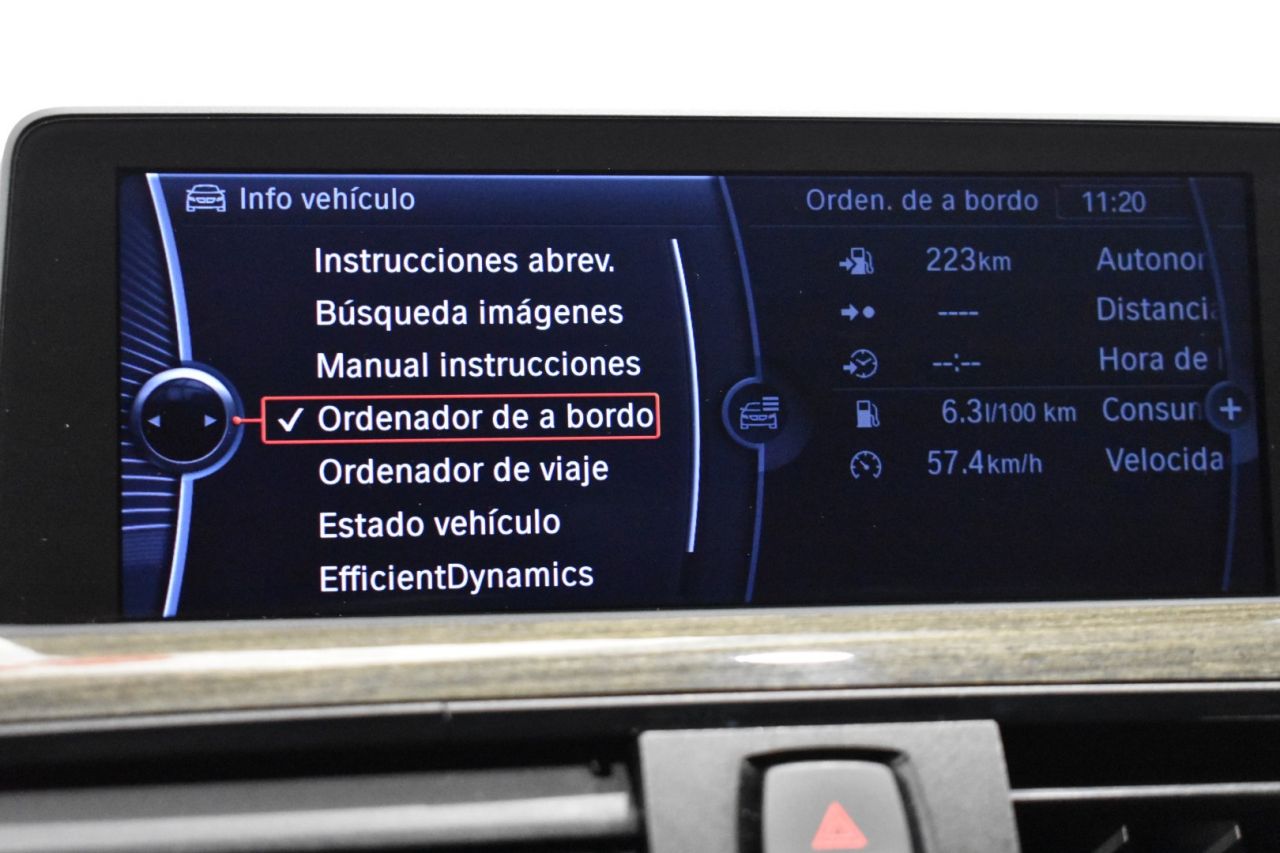 Info vehículo
Instrucciones abrev.
Búsqueda imágenes
Manual instrucciones
✓ Ordenador de a bordo
Ordenador de viaje
Estado vehículo
EfficientDynamics
Orden. de a bordo 11:20
223km Autonor
---- Distancia
--:-- Hora de
6.3l/100 km Consun
57.4km/h Velocida